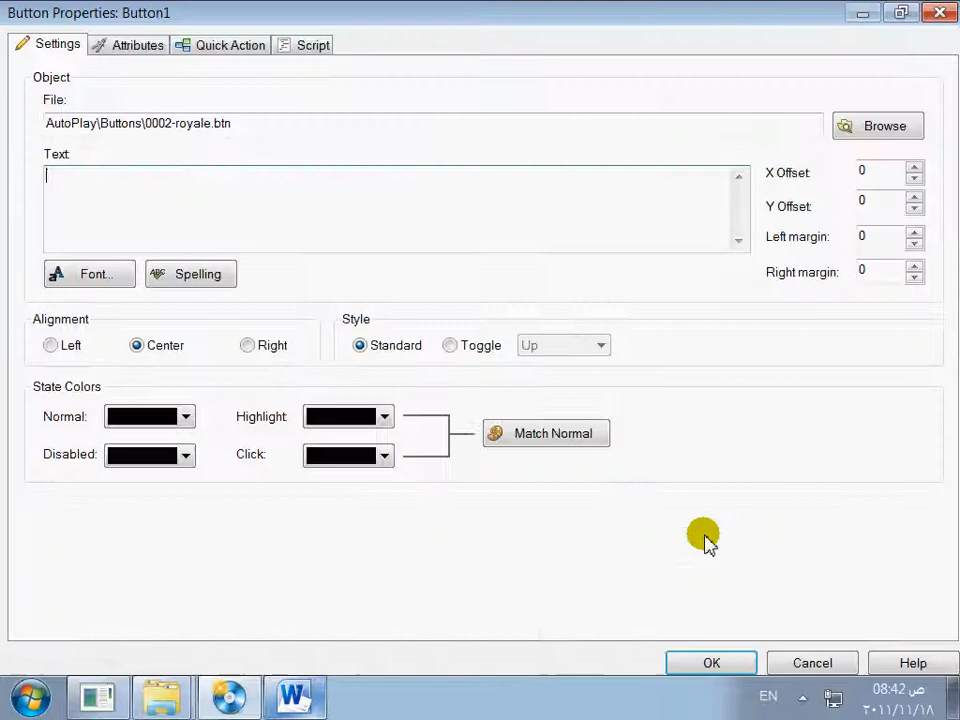 Button Properties: Button1
Settings
Attributes
Quick Action
Script
Object
File:
AutoPlay\Buttons\0002-royale.btn
Browse
Text:
X Offset: 0
Y Offset: 0
Left margin: 0
Right margin: 0
Font...
ABC
Spelling
Alignment
Left
Center
Right
Style
Standard
Toggle
Up
State Colors
Normal:
Highlight:
Match Normal
Disabled:
Click:
OK
Cancel
Help
W
EN
08:42 ص
٢٠١١/١١/١٨